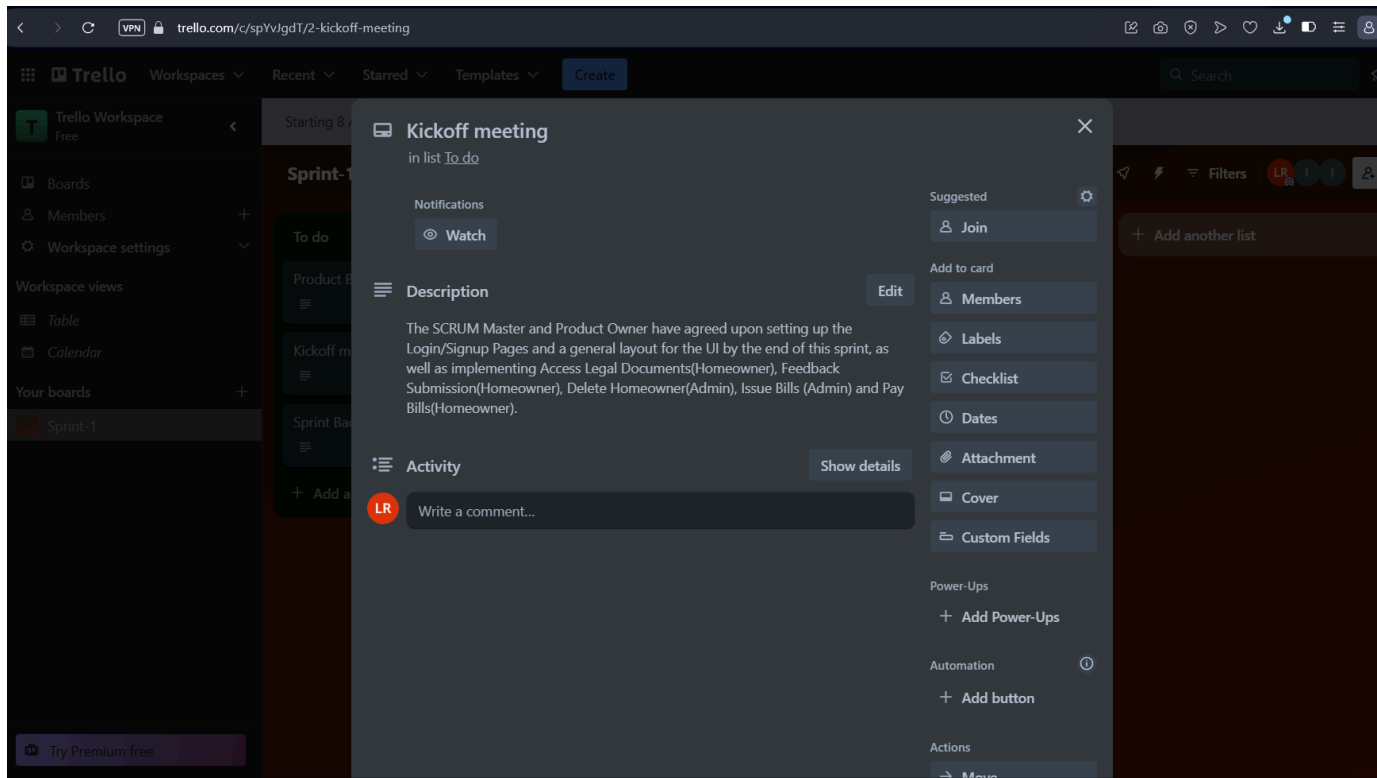 VPN trello.com/c/spYvJgdT/2-kickoff-meeting
Trello Workspaces Recent Starred Templates Create Search
T Trello Workspace
Free
Boards
Members
Workspace settings
Workspace views
Table
Calendar
Your boards
Sprint-1
Try Premium free
Starting 8
Sprint-1
Filters
LR I I
To do
Product
Kickoff
Sprint
+ Add a
+ Add another list
Kickoff meeting
in list To do
Notifications
Watch
Description
Edit
The SCRUM Master and Product Owner have agreed upon setting up the
Login/Signup Pages and a general layout for the UI by the end of this sprint, as
well as implementing Access Legal Documents(Homeowner), Feedback
Submission(Homeowner), Delete Homeowner(Admin), Issue Bills (Admin) and Pay
Bills(Homeowner).
Activity
Show details
LR
Write a comment...
Suggested
Join
Add to card
Members
Labels
Checklist
Dates
Attachment
Cover
Custom Fields
Power-Ups
+ Add Power-Ups
Automation
+ Add button
Actions
Move